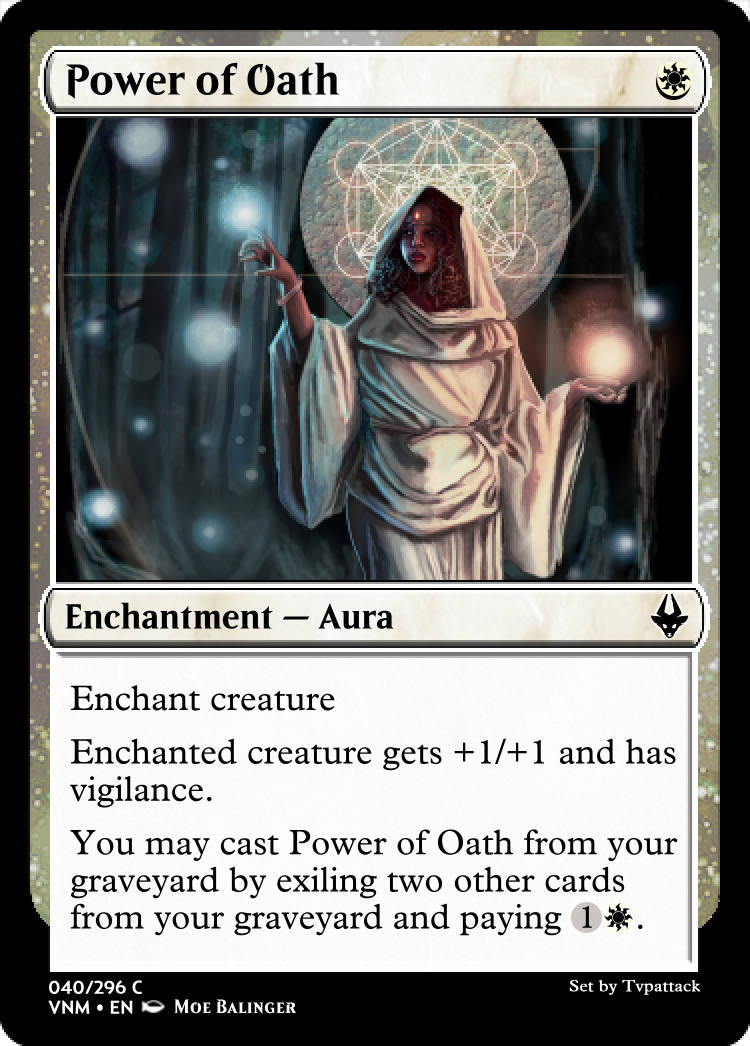 Power of Oath
Enchantment — Aura
Enchant creature
Enchanted creature gets +1/+1 and has
vigilance.
You may cast Power of Oath from your
graveyard by exiling two other cards
from your graveyard and paying 1.
040/296 C
VNM • EN Moe Balinger
Set by Tvpattack